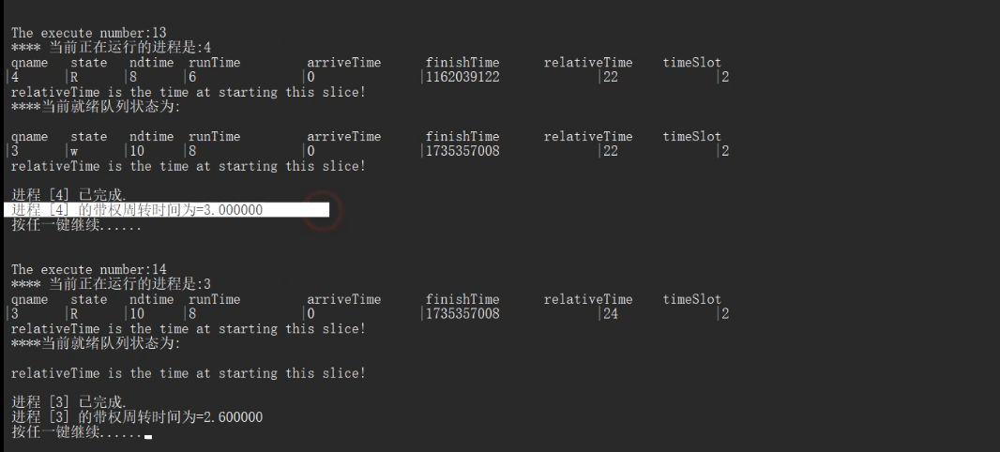 The execute number:13
**** 当前正在运行的进程是:4
qname state ndtime runTime arriveTime finishTime relativeTime timeSlot
|4 |R |8 |6 |0 |1162039122 |22 |2
relativeTime is the time at starting this slice!
****当前就绪队列状态为:
qname state ndtime runTime arriveTime finishTime relativeTime timeSlot
|3 |w |10 |8 |0 |1735357008 |22 |2
relativeTime is the time at starting this slice!
进程 [4] 已完成.
进程 [4] 的带权周转时间为=3.000000
按任一键继续......
The execute number:14
**** 当前正在运行的进程是:3
qname state ndtime runTime arriveTime finishTime relativeTime timeSlot
|3 |R |10 |8 |0 |1735357008 |24 |2
relativeTime is the time at starting this slice!
****当前就绪队列状态为:
relativeTime is the time at starting this slice!
进程 [3] 已完成.
进程 [3] 的带权周转时间为=2.600000
按任一键继续......